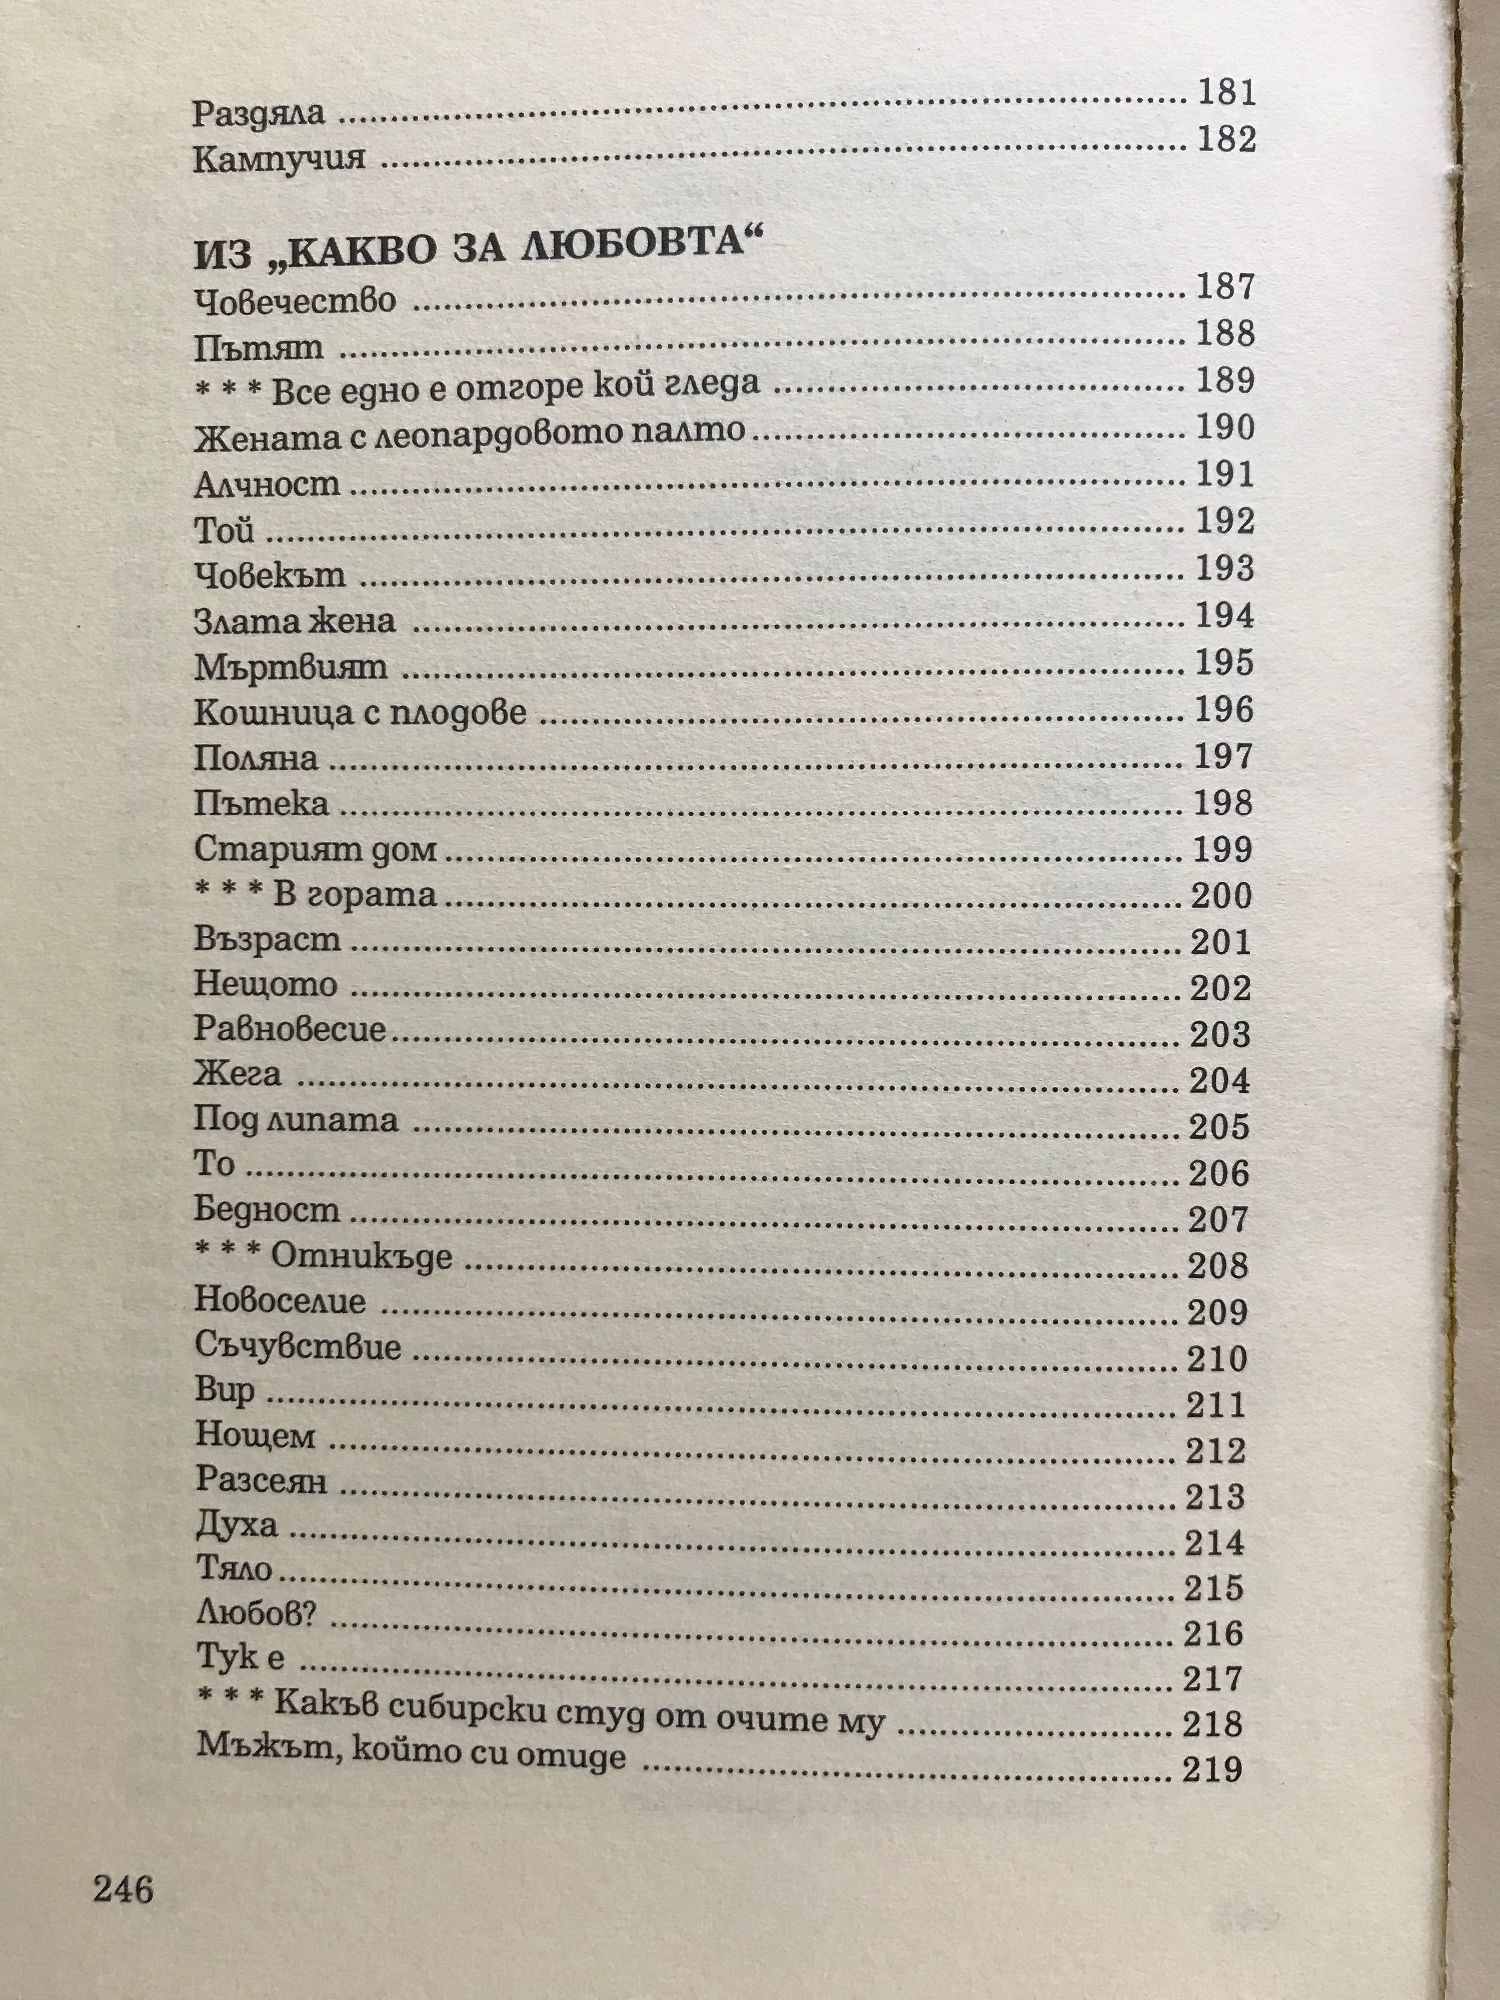 Раздяла ........ 181
Кампучия ........ 182
ИЗ „КАКВО ЗА ЛЮБОВТА“
Човечество ........ 187
Пътят ........ 188
* * * Все едно е отгоре кой гледа ........ 189
Жената с леопардовото палто ........ 190
Алчност ........ 191
Той ........ 192
Човекът ........ 193
Злата жена ........ 194
Мъртвият ........ 195
Кошница с плодове ........ 196
Поляна ........ 197
Пътека ........ 198
Старият дом ........ 199
* * * В гората ........ 200
Възраст ........ 201
Нещото ........ 202
Равновесие ........ 203
Жега ........ 204
Под липата ........ 205
То ........ 206
Бедност ........ 207
* * * Отникъде ........ 208
Новоселие ........ 209
Съчувствие ........ 210
Вир ........ 211
Нощем ........ 212
Разсеян ........ 213
Духа ........ 214
Тяло ........ 215
Любов? ........ 216
Тук е ........ 217
* * * Какъв сибирски студ от очите му ........ 218
Мъжът, който си отиде ........ 219
246